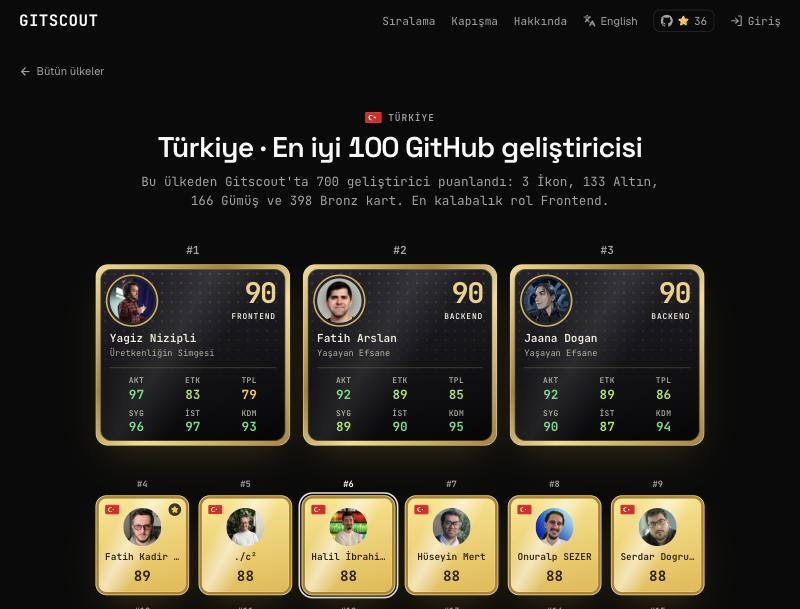 GITSCOUT
Sıralama Kapışma Hakkında English 36 Giriş
Bütün ülkeler
TÜRKİYE
Türkiye · En iyi 100 GitHub geliştiricisi
Bu ülkeden Gitscout'ta 700 geliştirici puanlandı: 3 İkon, 133 Altın,
166 Gümüş ve 398 Bronz kart. En kalabalık rol Frontend.
#1
90
FRONTEND
Yagiz Nizipli
Üretkenliğin Simgesi
AKT ETK TPL
97 83 79
SYG İST KDM
96 97 93
#2
90
BACKEND
Fatih Arslan
Yaşayan Efsane
AKT ETK TPL
92 89 85
SYG İST KDM
89 90 95
#3
90
BACKEND
Jaana Dogan
Yaşayan Efsane
AKT ETK TPL
92 89 86
SYG İST KDM
90 87 94
#4
Fatih Kadir …
89
#5
./c²
88
#6
Halil İbrahi…
88
#7
Hüseyin Mert
88
#8
Onuralp SEZER
88
#9
Serdar Dogru…
88